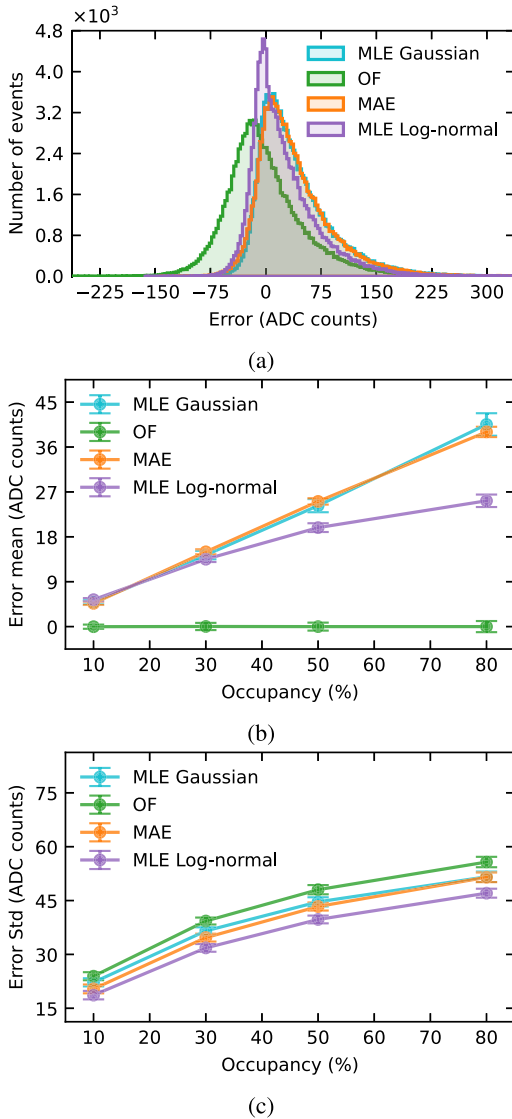 ×10³
4.8
4.0
3.2
2.4
1.6
0.8
0.0
Number of events
MLE Gaussian
OF
MAE
MLE Log-normal
−225 −150 −75 0 75 150 225 300
Error (ADC counts)
(a)
45
36
27
18
9
0
Error mean (ADC counts)
MLE Gaussian
OF
MAE
MLE Log-normal
10 20 30 40 50 60 70 80
Occupancy (%)
(b)
75
60
45
30
15
Error Std (ADC counts)
MLE Gaussian
OF
MAE
MLE Log-normal
10 20 30 40 50 60 70 80
Occupancy (%)
(c)